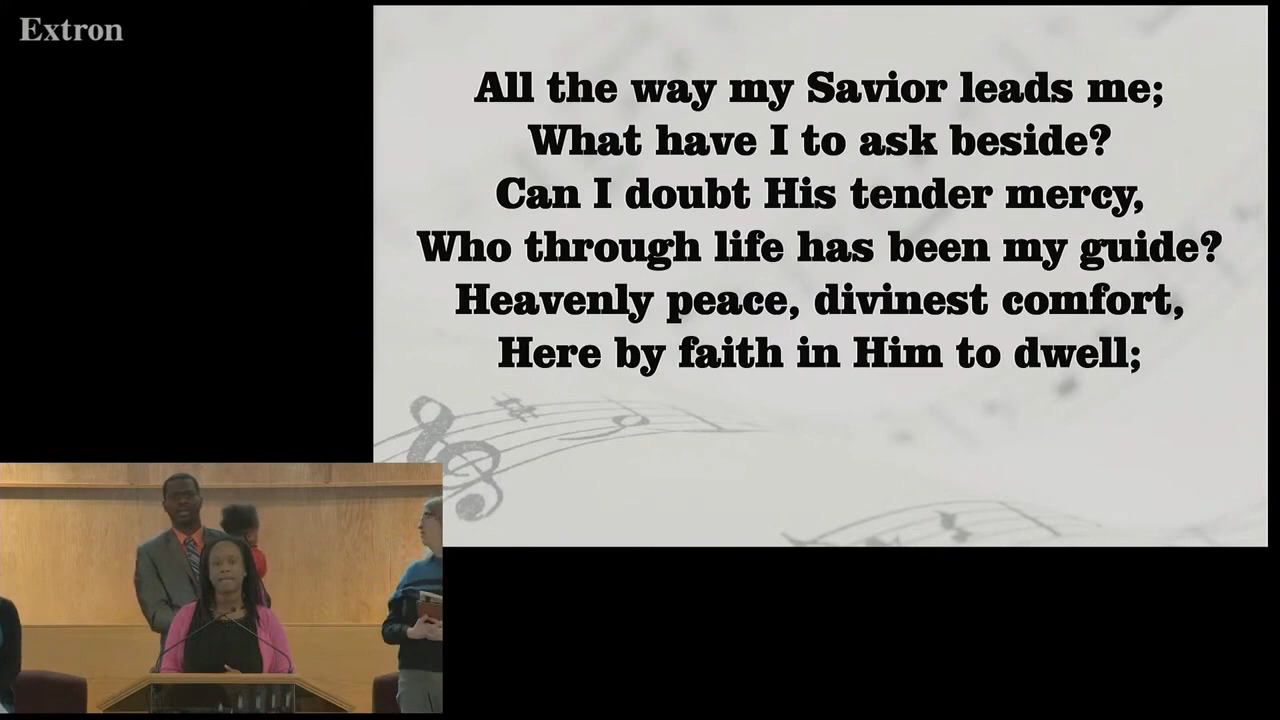 Extron
All the way my Savior leads me;
What have I to ask beside?
Can I doubt His tender mercy,
Who through life has been my guide?
Heavenly peace, divinest comfort,
Here by faith in Him to dwell;